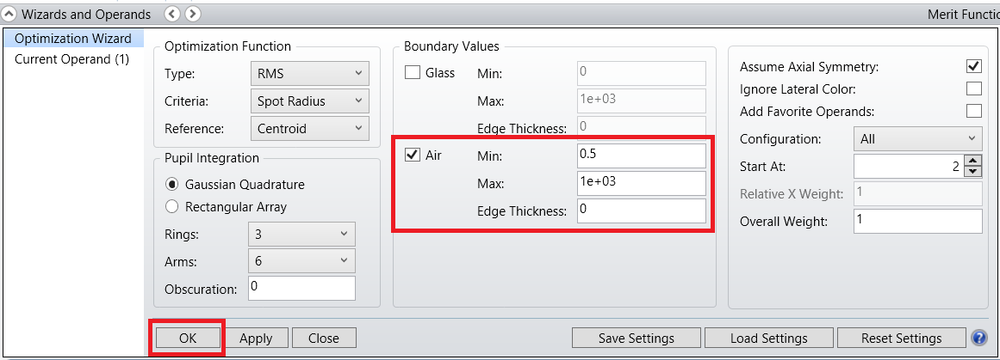 Wizards and Operands
Merit Functio
Optimization Wizard
Current Operand (1)
Optimization Function
Type: RMS
Criteria: Spot Radius
Reference: Centroid
Pupil Integration
Gaussian Quadrature
Rectangular Array
Rings: 3
Arms: 6
Obscuration: 0
Boundary Values
Glass Min: 0
Max: 1e+03
Edge Thickness: 0
Air Min: 0.5
Max: 1e+03
Edge Thickness: 0
Assume Axial Symmetry:
Ignore Lateral Color:
Add Favorite Operands:
Configuration: All
Start At: 2
Relative X Weight: 1
Overall Weight: 1
OK Apply Close Save Settings Load Settings Reset Settings ?